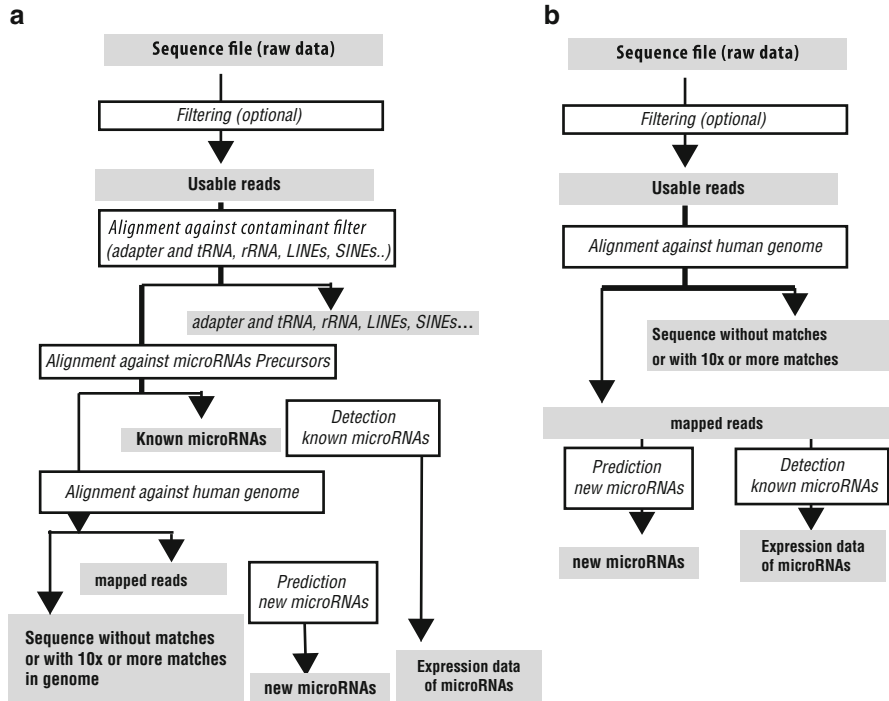 a
Sequence file (raw data)
Filtering (optional)
Usable reads
Alignment against contaminant filter
(adapter and tRNA, rRNA, LINEs, SINEs..)
adapter and tRNA, rRNA, LINEs, SINEs...
Alignment against microRNAs Precursors
Known microRNAs
Detection
known microRNAs
Alignment against human genome
mapped reads
Prediction
new microRNAs
Sequence without matches
or with 10x or more matches
in genome
new microRNAs
Expression data
of microRNAs
b
Sequence file (raw data)
Filtering (optional)
Usable reads
Alignment against human genome
Sequence without matches
or with 10x or more matches
mapped reads
Prediction
new microRNAs
Detection
known microRNAs
new microRNAs
Expression data
of microRNAs